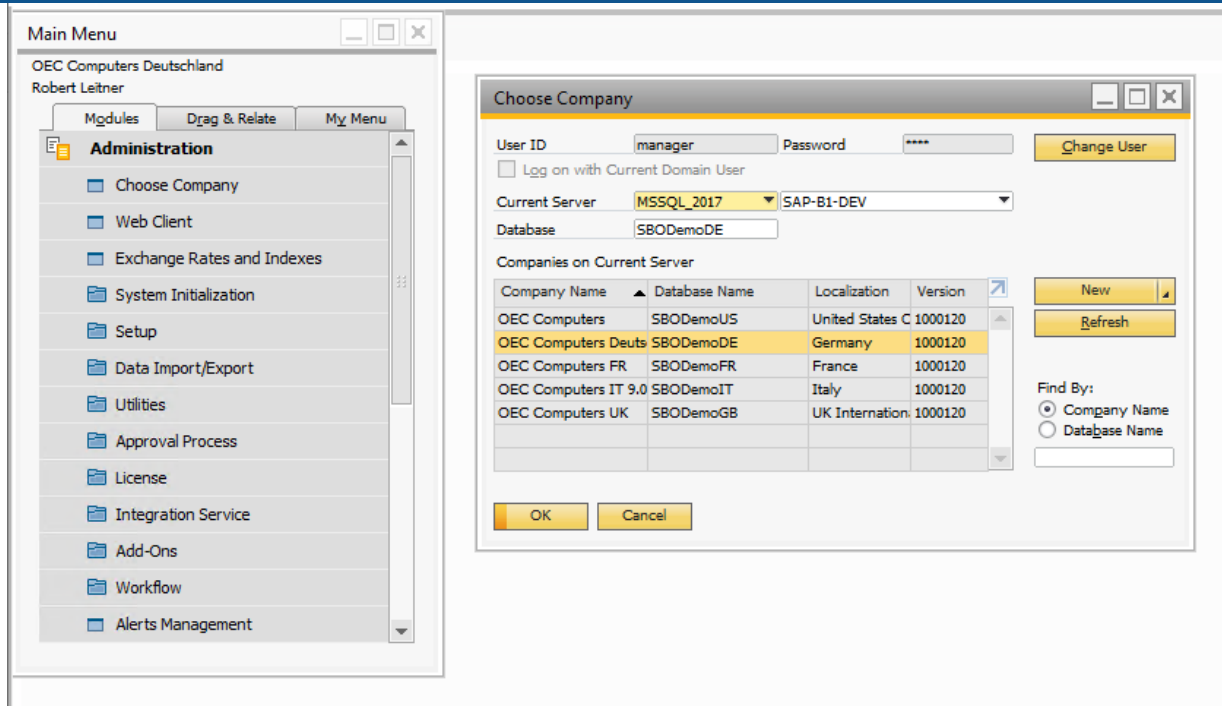 Main Menu
OEC Computers Deutschland
Robert Leitner
Modules Drag & Relate My Menu
Administration
Choose Company
Web Client
Exchange Rates and Indexes
System Initialization
Setup
Data Import/Export
Utilities
Approval Process
License
Integration Service
Add-Ons
Workflow
Alerts Management
Choose Company
User ID manager Password **** Change User
Log on with Current Domain User
Current Server MSSQL_2017 SAP-B1-DEV
Database SBODemoDE
Companies on Current Server
Company Name Database Name Localization Version New
OEC Computers SBODemoUS United States C 1000120 Refresh
OEC Computers Deuts SBODemoDE Germany 1000120
OEC Computers FR SBODemoFR France 1000120
OEC Computers IT 9.0 SBODemoIT Italy 1000120
OEC Computers UK SBODemoGB UK Internation 1000120
Find By:
Company Name
Database Name
OK Cancel